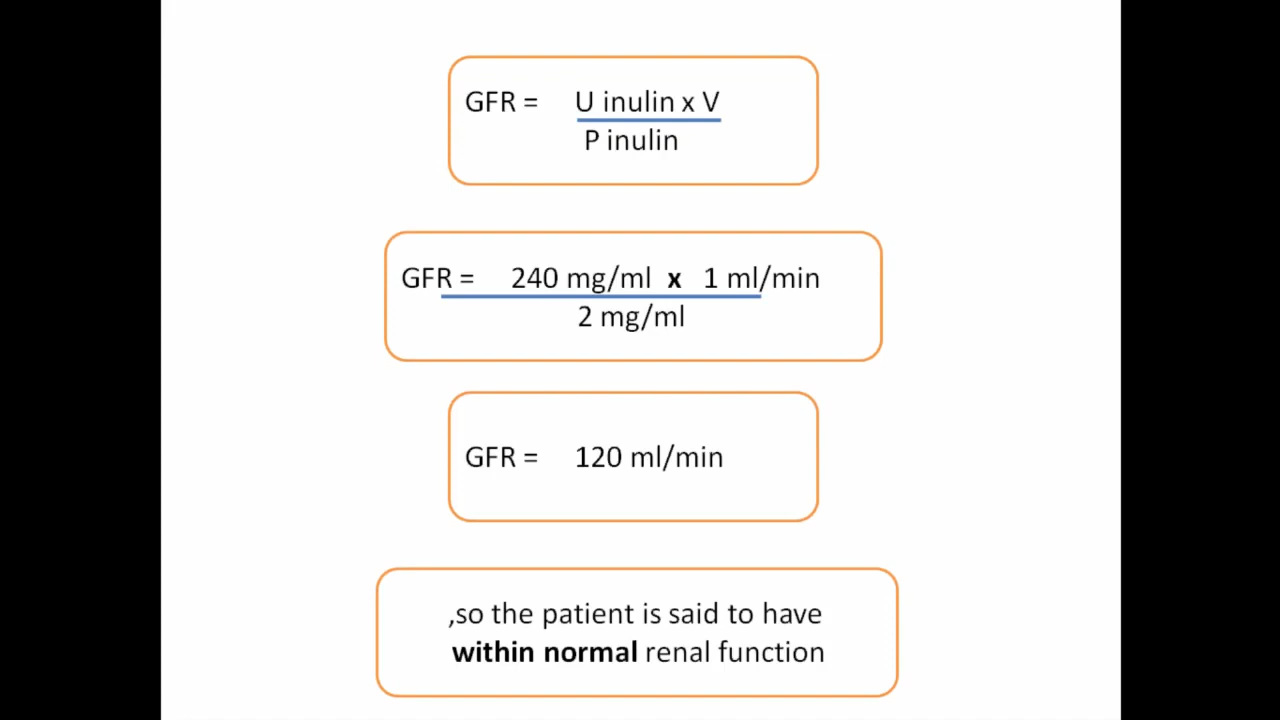 GFR = U inulin x V
P inulin
GFR = 240 mg/ml x 1 ml/min
2 mg/ml
GFR = 120 ml/min
,so the patient is said to have
within normal renal function